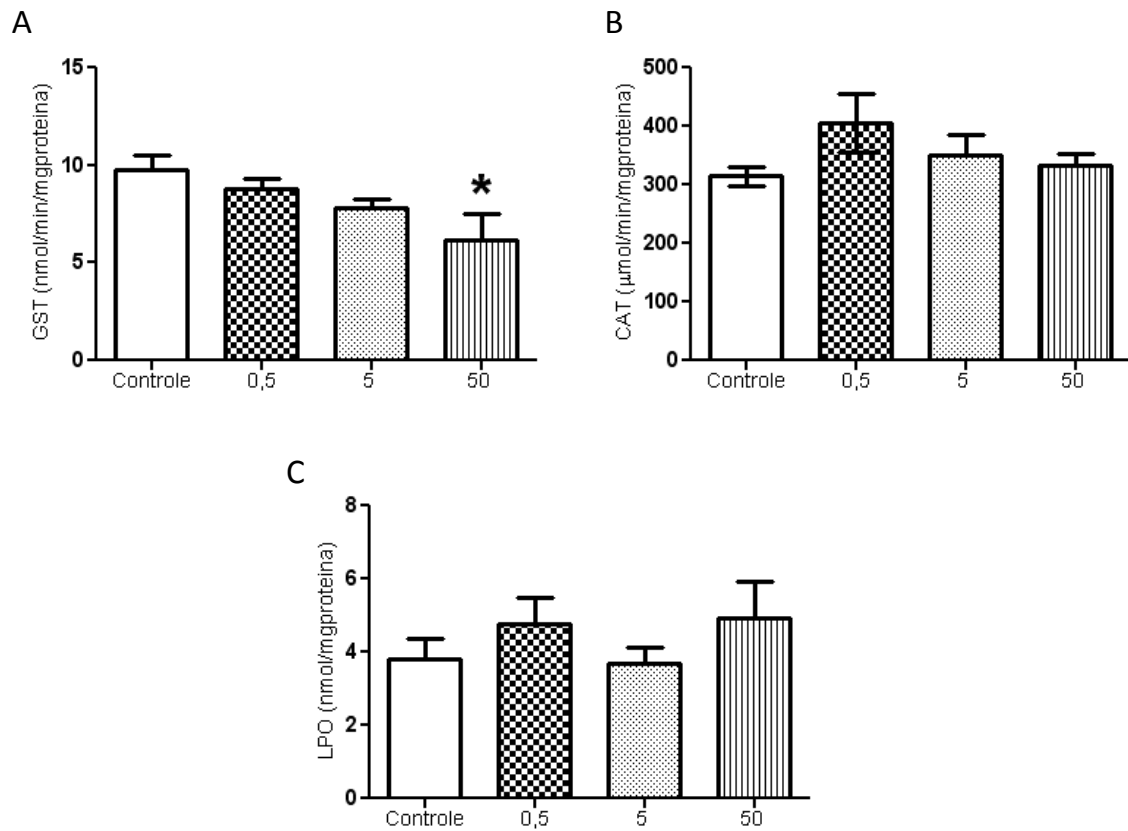 A
GST (nmol/min/mgproteina)
15
10
5
0
*
Controle 0,5 5 50
B
CAT (µmol/min/mgproteina)
500
400
300
200
100
0
Controle 0,5 5 50
C
LPO (nmol/mgproteina)
8
6
4
2
0
Controle 0,5 5 50